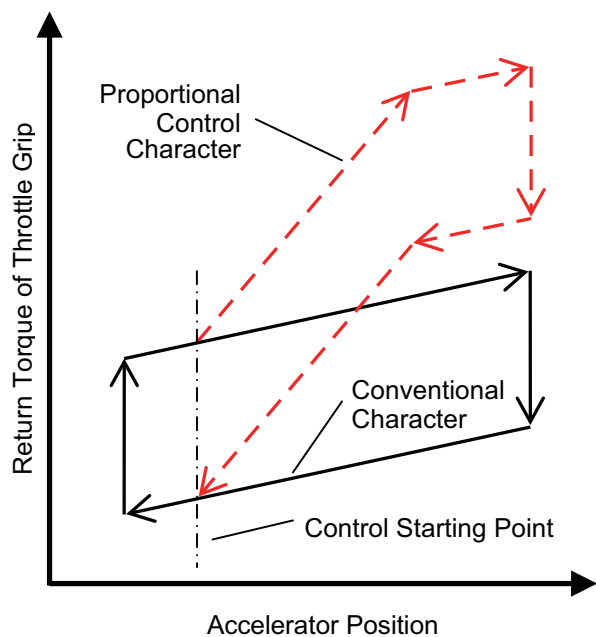 Return Torque of Throttle Grip
Proportional
Control
Character
Conventional
Character
Control Starting Point
Accelerator Position